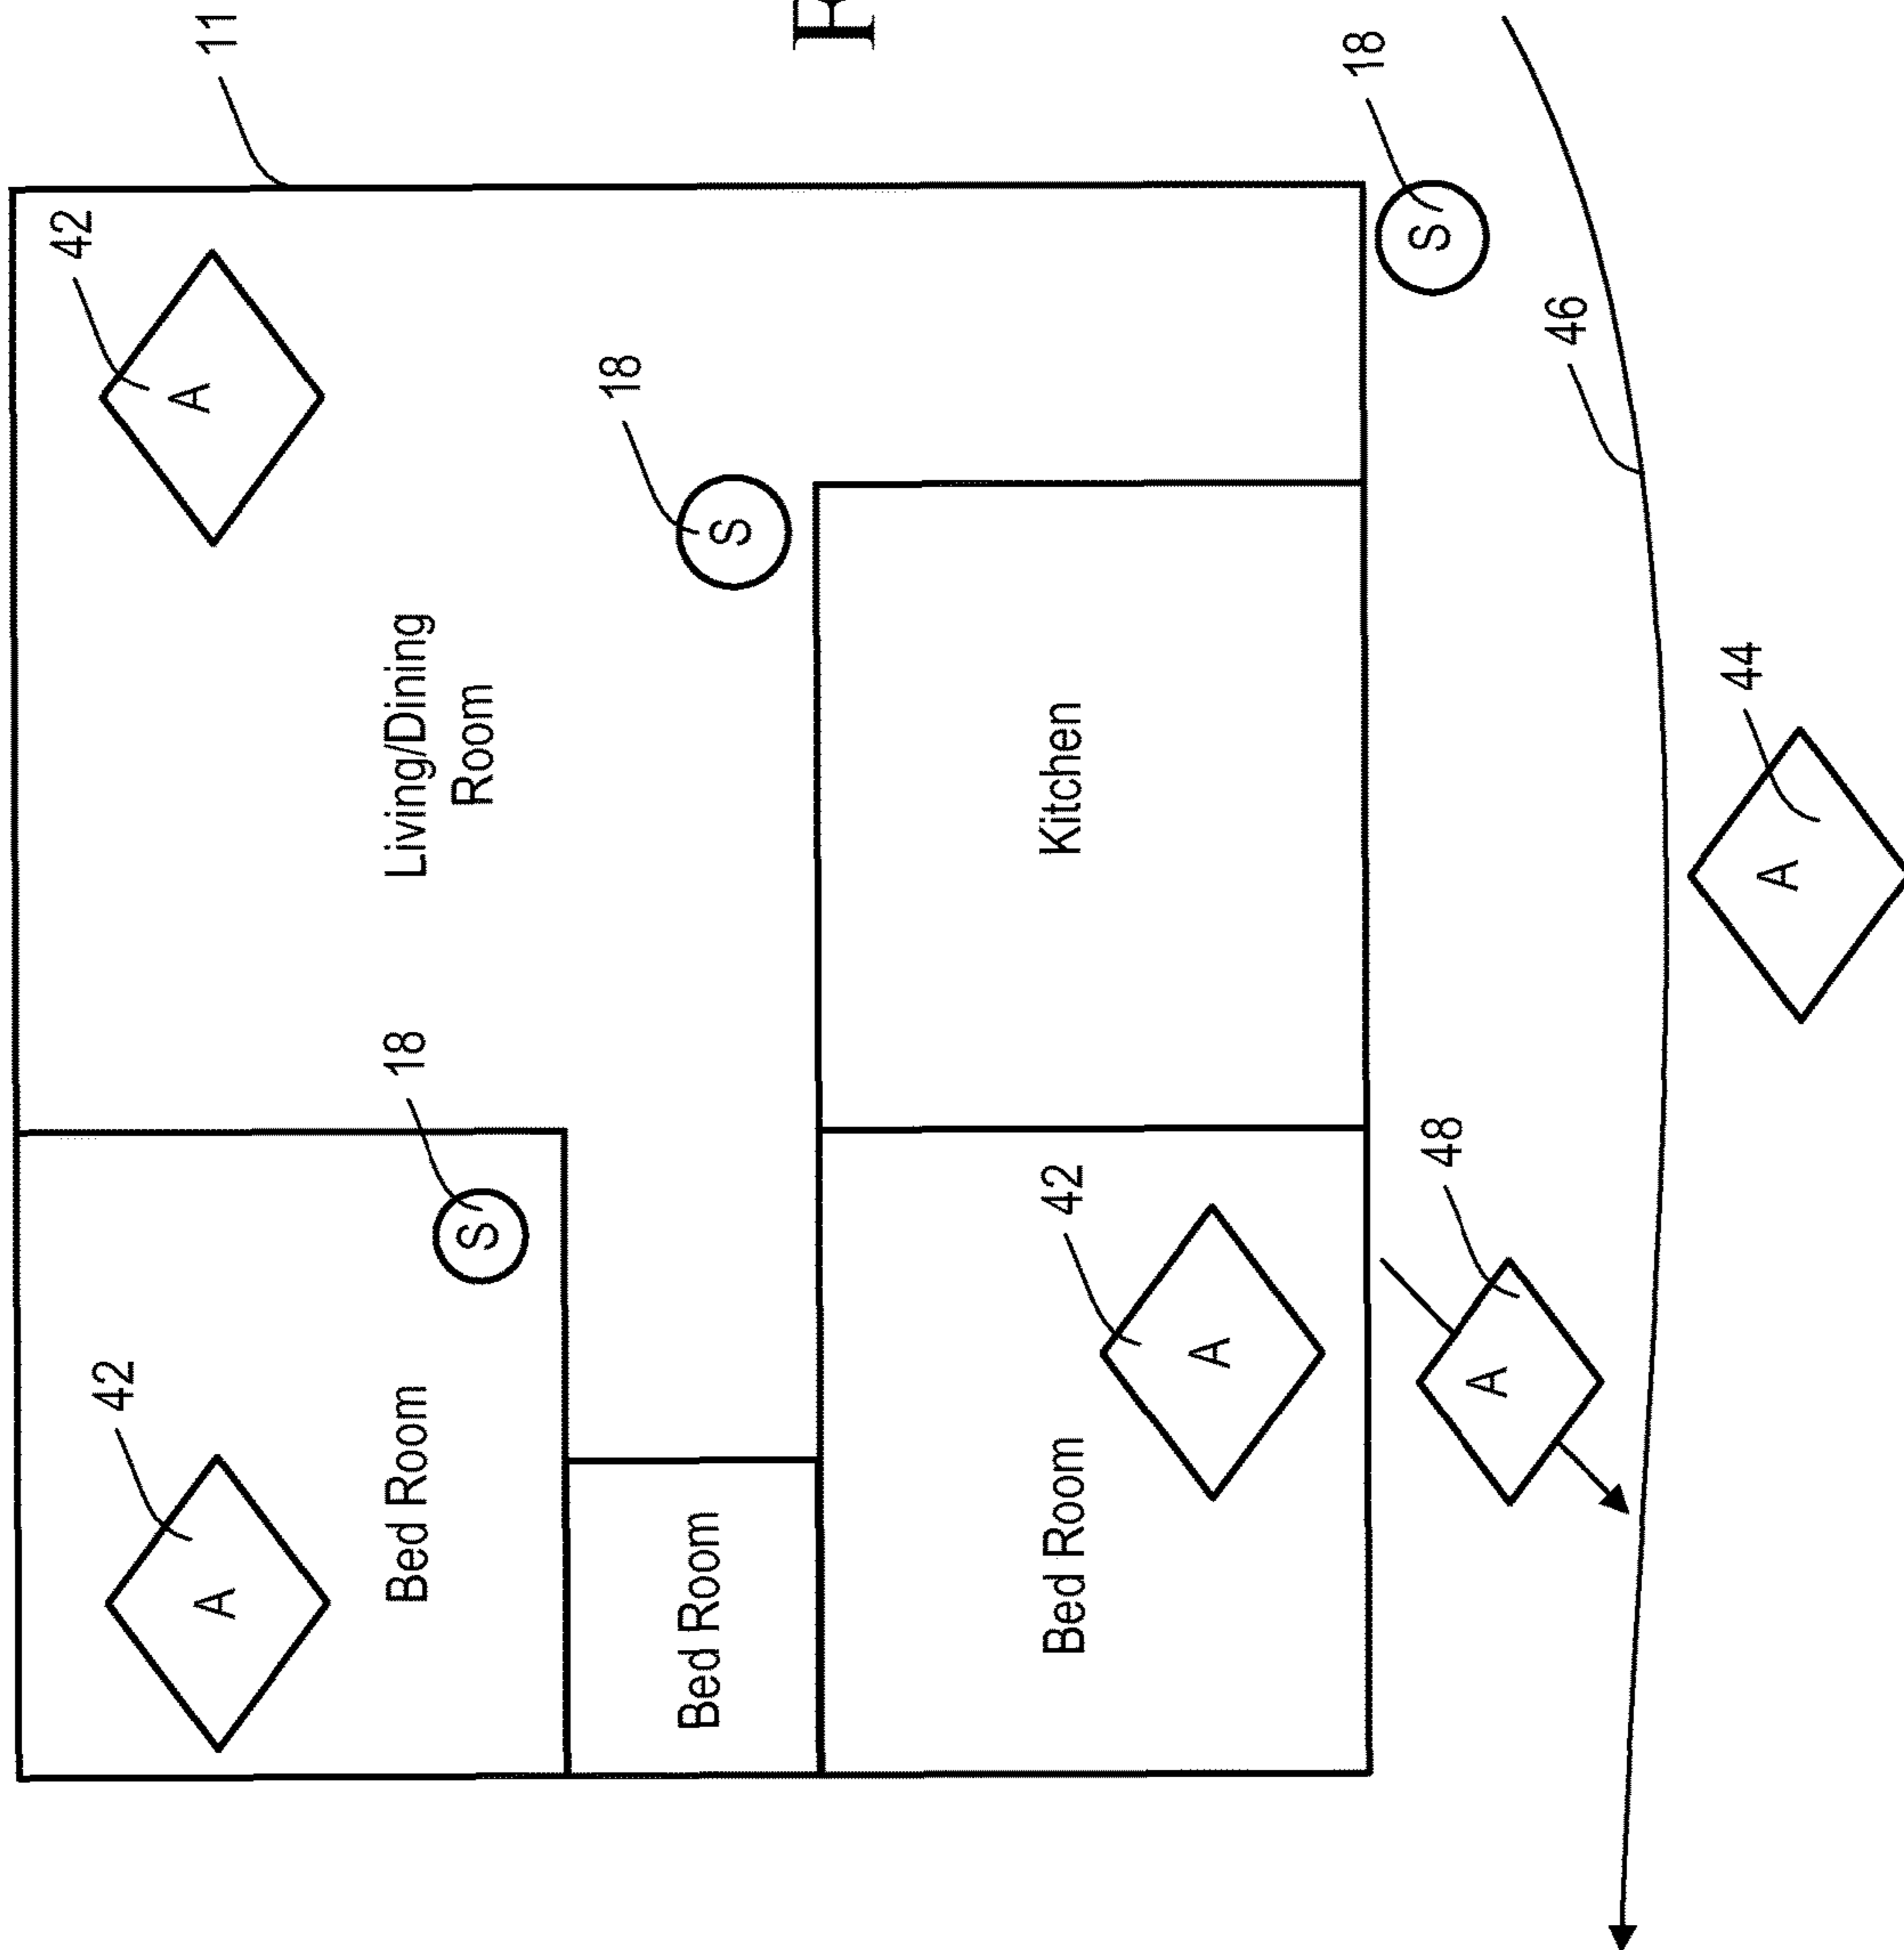 42
42
11
A
A
Bed Room
18
Living/Dining
Room
S
18
Bed Room
S
Bed Room
42
Kitchen
A
18
S
48
A
46
44
A